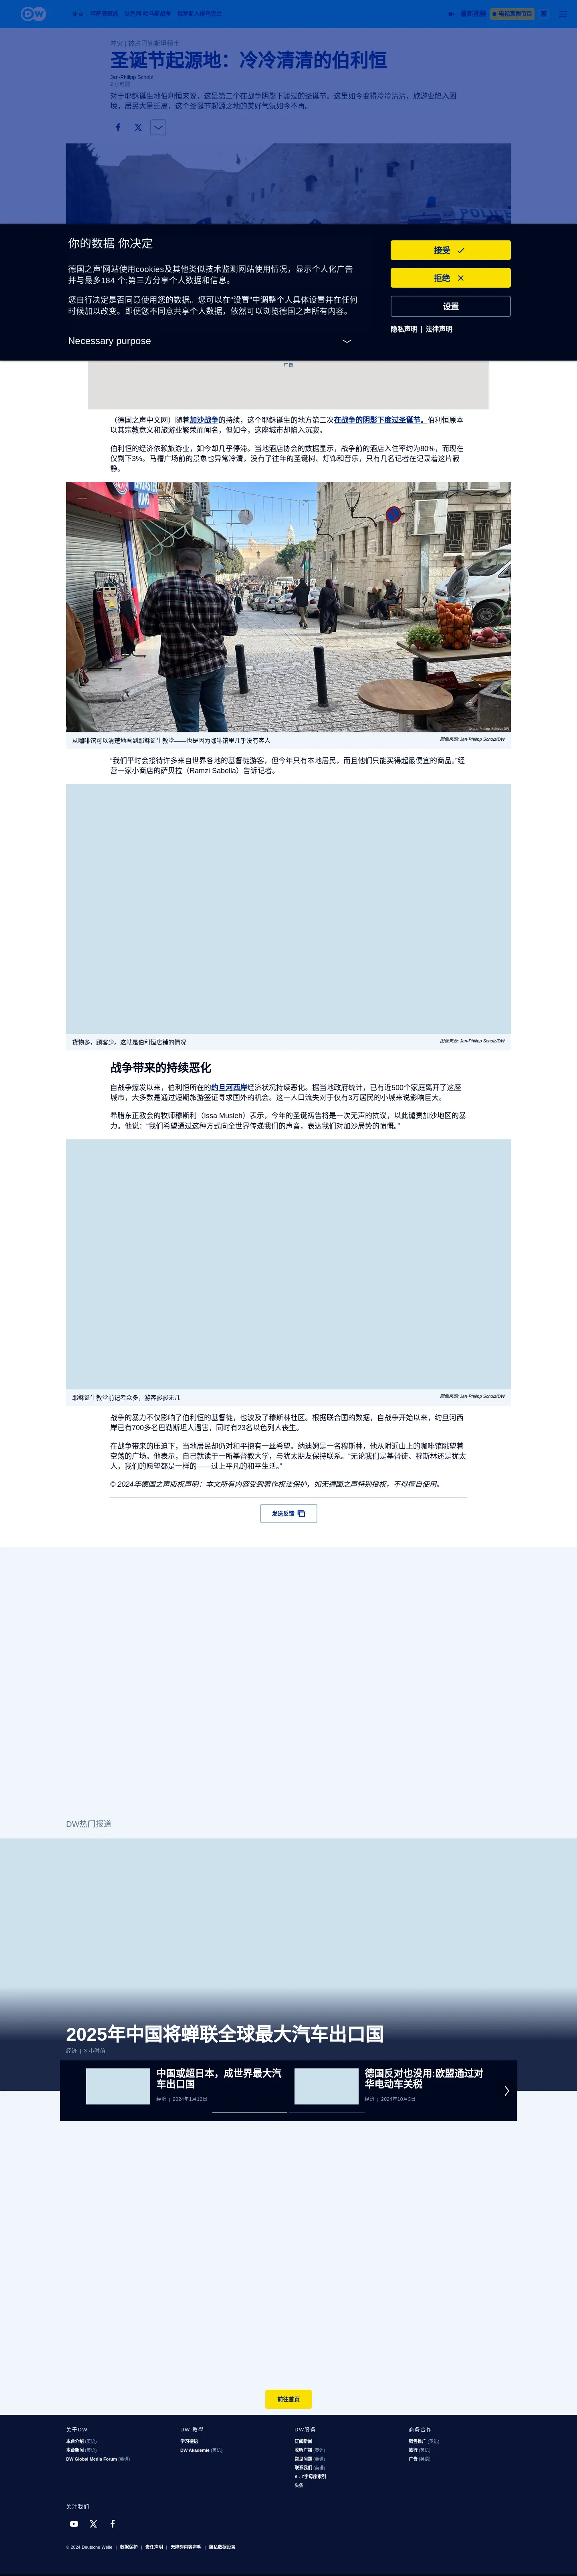 DW
最新视频
电视直播节目
冲突 | 被占巴勒斯坦领土
圣诞节起源地：冷冷清清的伯利恒
Jan-Philipp Scholz
对于耶稣诞生地伯利恒来说，这是第二个在战争阴影下渡过的圣诞节。这里如今变得冷冷清清，旅游业陷入困
境，居民大量迁离，这个圣诞节起源之地的美好气氛如今不再。
POLICE
你的数据 你决定
德国之声'网站使用cookies及其他类似技术监测网站使用情况，显示个人化广告
并与最多184 个;第三方分享个人数据和信息。
您自行决定是否同意使用您的数据。您可以在“设置”中调整个人具体设置并在任何
时候加以改变。即便您不同意共享个人数据，依然可以浏览德国之声所有内容。
Necessary purpose
接受
拒绝
设置
隐私声明 | 法律声明
广告
（德国之声中文网）随着加沙战争的持续，这个耶稣诞生的地方第二次在战争的阴影下度过圣诞节。伯利恒原本
以其宗教意义和旅游业繁荣而闻名，但如今，这座城市却陷入沉寂。
伯利恒的经济依赖旅游业，如今却几乎停滞。当地酒店协会的数据显示，战争前的酒店入住率约为80%，而现在
仅剩下3%。马槽广场前的景象也异常冷清，没有了往年的圣诞树、灯饰和音乐，只有几名记者在记录着这片寂
静。
从咖啡馆可以清楚地看到耶稣诞生教堂——也是因为咖啡馆里几乎没有客人
图像来源: Jan-Philipp Scholz/DW
“我们平时会接待许多来自世界各地的基督徒游客，但今年只有本地居民，而且他们只能买得起最便宜的商品。”经
营一家小商店的萨贝拉（Ramzi Sabella）告诉记者。
货物多，顾客少。这就是伯利恒店铺的情况
图像来源: Jan-Philipp Scholz/DW
战争带来的持续恶化
自战争爆发以来，伯利恒所在的约旦河西岸经济状况持续恶化。据当地政府统计，已有近500个家庭离开了这座
城市，大多数是通过短期旅游签证寻求国外的机会。这一人口流失对于仅有3万居民的小城来说影响巨大。
希腊东正教会的牧师穆斯利（Issa Musleh）表示，今年的圣诞祷告将是一次无声的抗议，以此谴责加沙地区的暴
力。他说：“我们希望通过这种方式向全世界传递我们的声音，表达我们对加沙局势的愤慨。”
耶稣诞生教堂前记者众多，游客寥寥无几
图像来源: Jan-Philipp Scholz/DW
战争的暴力不仅影响了伯利恒的基督徒，也波及了穆斯林社区。根据联合国的数据，自战争开始以来，约旦河西
岸已有700多名巴勒斯坦人遇害，同时有23名以色列人丧生。
在战争带来的压迫下，当地居民却仍对和平抱有一丝希望。纳迪姆是一名穆斯林，他从附近山上的咖啡馆眺望着
空荡的广场。他表示，自己就读于一所基督教大学，与犹太朋友保持联系。“无论我们是基督徒、穆斯林还是犹太
人，我们的愿望都是一样的——过上平凡的和平生活。”
© 2024年德国之声版权声明：本文所有内容受到著作权法保护，如无德国之声特别授权，不得擅自使用。
发送反馈
DW热门报道
2025年中国将蝉联全球最大汽车出口国
经济 | 3 小时前
中国或超日本，成世界最大汽
车出口国
经济 | 2024年1月12日
德国反对也没用:欧盟通过对
华电动车关税
经济 | 2024年10月3日
前往首页
关于DW
本台介绍 (英语)
本台新闻 (英语)
DW Global Media Forum (英语)
DW 教學
学习德语
DW Akademie (英语)
DW服务
订阅新闻
收听广播 (英语)
常见问题 (英语)
联系我们 (英语)
A - Z字母序索引
头条
商务合作
销售推广 (英语)
旅行 (英语)
广告 (英语)
关注我们
© 2024 Deutsche Welle | 数据保护 | 责任声明 | 无障碍内容声明 | 隐私数据设置